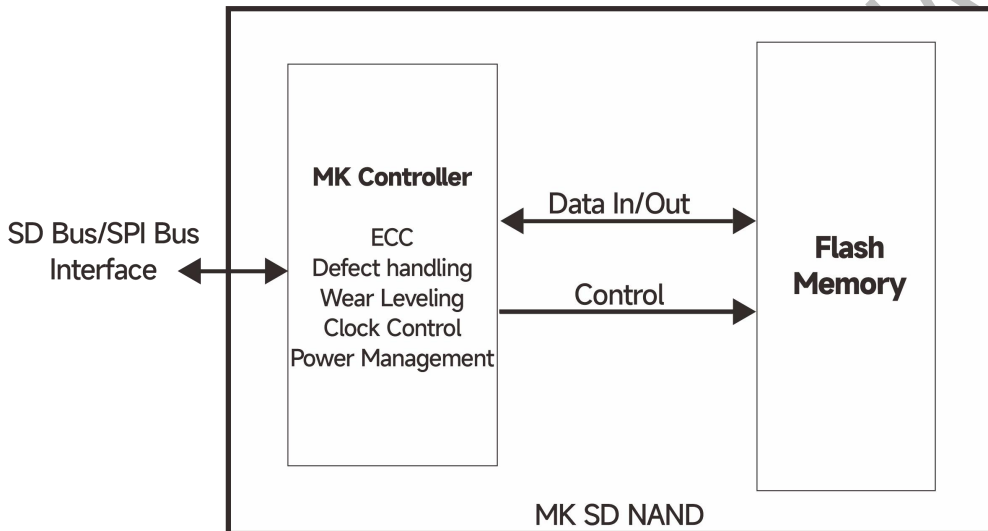 SD Bus/SPI Bus
Interface
MK Controller
ECC
Defect handling
Wear Leveling
Clock Control
Power Management
Data In/Out
Control
Flash
Memory
MK SD NAND